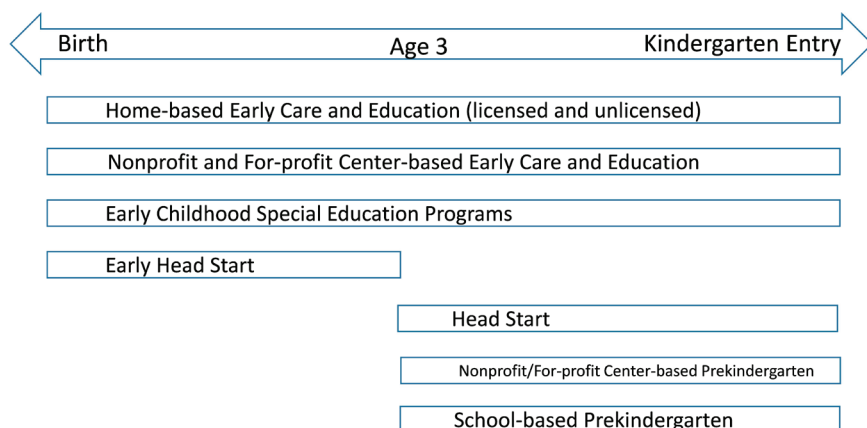 Birth Age 3 Kindergarten Entry
Home-based Early Care and Education (licensed and unlicensed)
Nonprofit and For-profit Center-based Early Care and Education
Early Childhood Special Education Programs
Early Head Start
Head Start
Nonprofit/For-profit Center-based Prekindergarten
School-based Prekindergarten